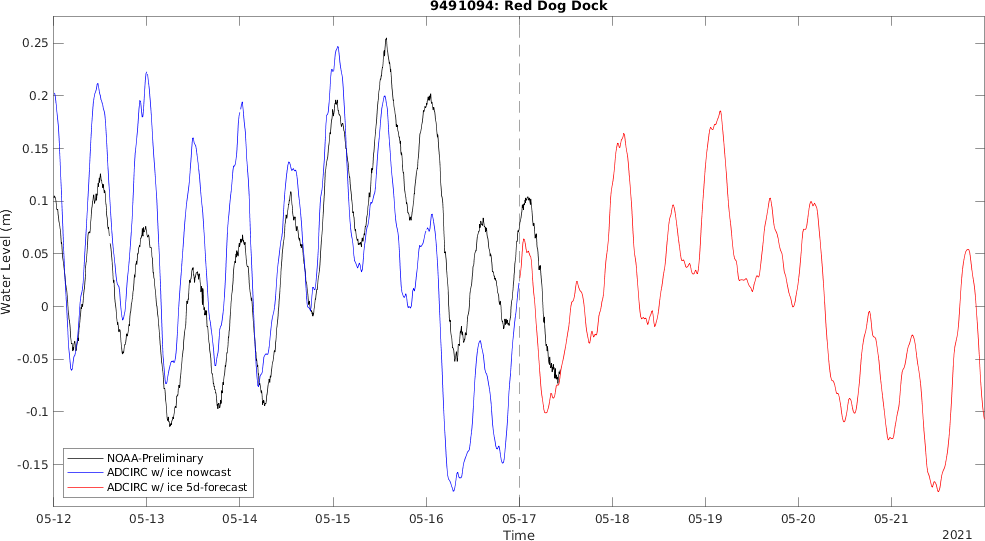 9491094: Red Dog Dock
Water Level (m)
0.25
0.2
0.15
0.1
0.05
0
-0.05
-0.1
-0.15
NOAA-Preliminary
ADCIRC w/ ice nowcast
ADCIRC w/ ice 5d-forecast
05-12 05-13 05-14 05-15 05-16 05-17 05-18 05-19 05-20 05-21
Time
2021